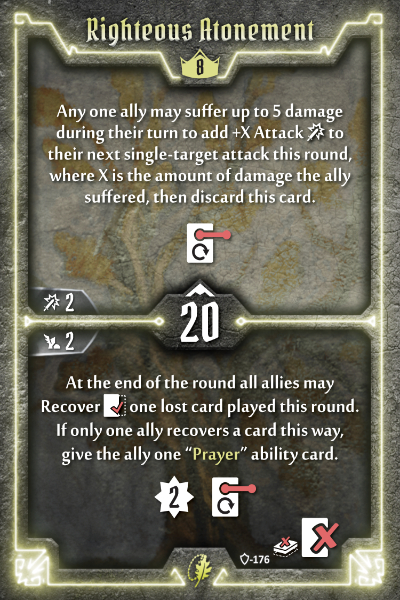 Righteous Atonement
8
Any one ally may suffer up to 5 damage
during their turn to add +X Attack to
their next single-target attack this round,
where X is the amount of damage the ally
suffered, then discard this card.
2
20
2
At the end of the round all allies may
Recover one lost card played this round.
If only one ally recovers a card this way,
give the ally one “Prayer” ability card.
2
-176